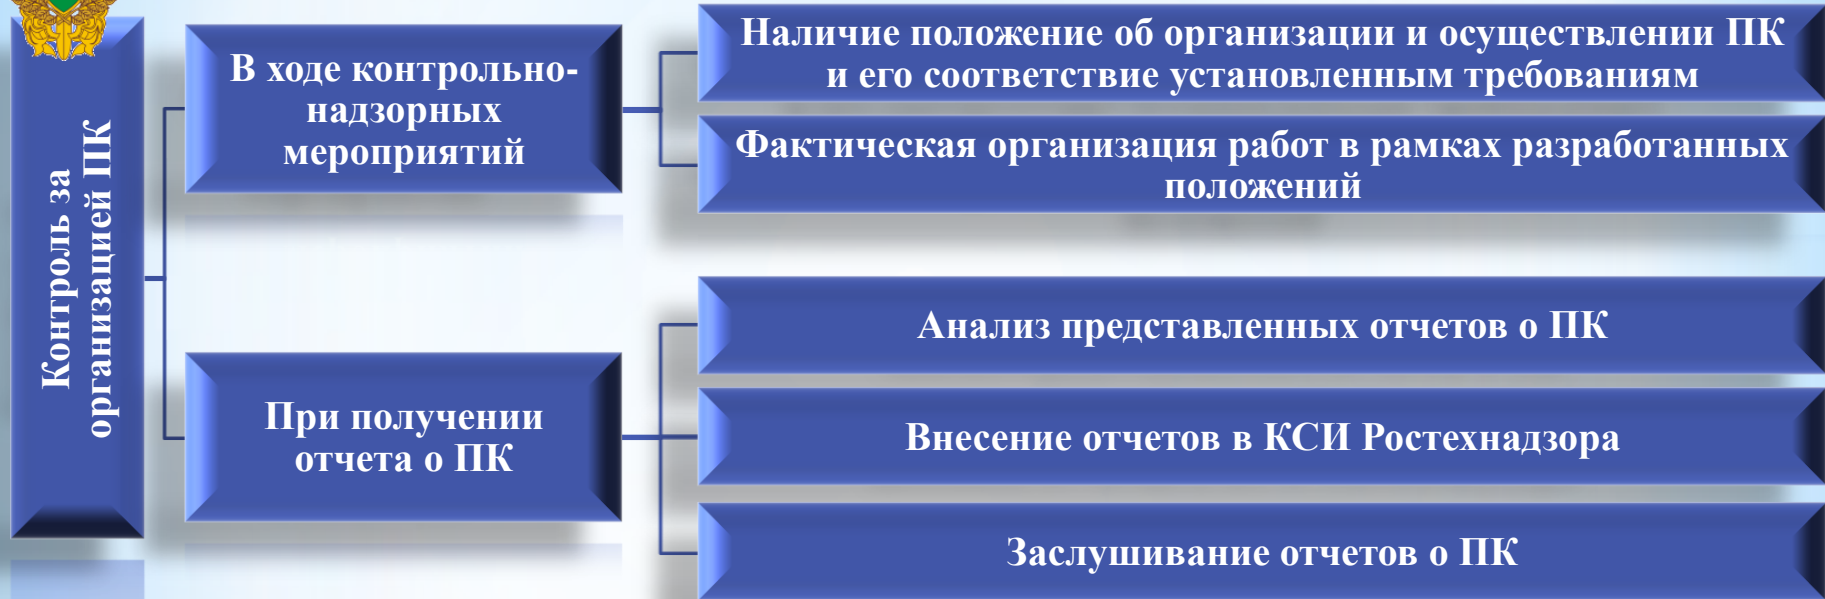 Контроль за
организацией ПК
В ходе контрольно-
надзорных
мероприятий
Наличие положение об организации и осуществлении ПК
и его соответствие установленным требованиям
Фактическая организация работ в рамках разработанных
положений
При получении
отчета о ПК
Анализ представленных отчетов о ПК
Внесение отчетов в КСИ Ростехнадзора
Заслушивание отчетов о ПК